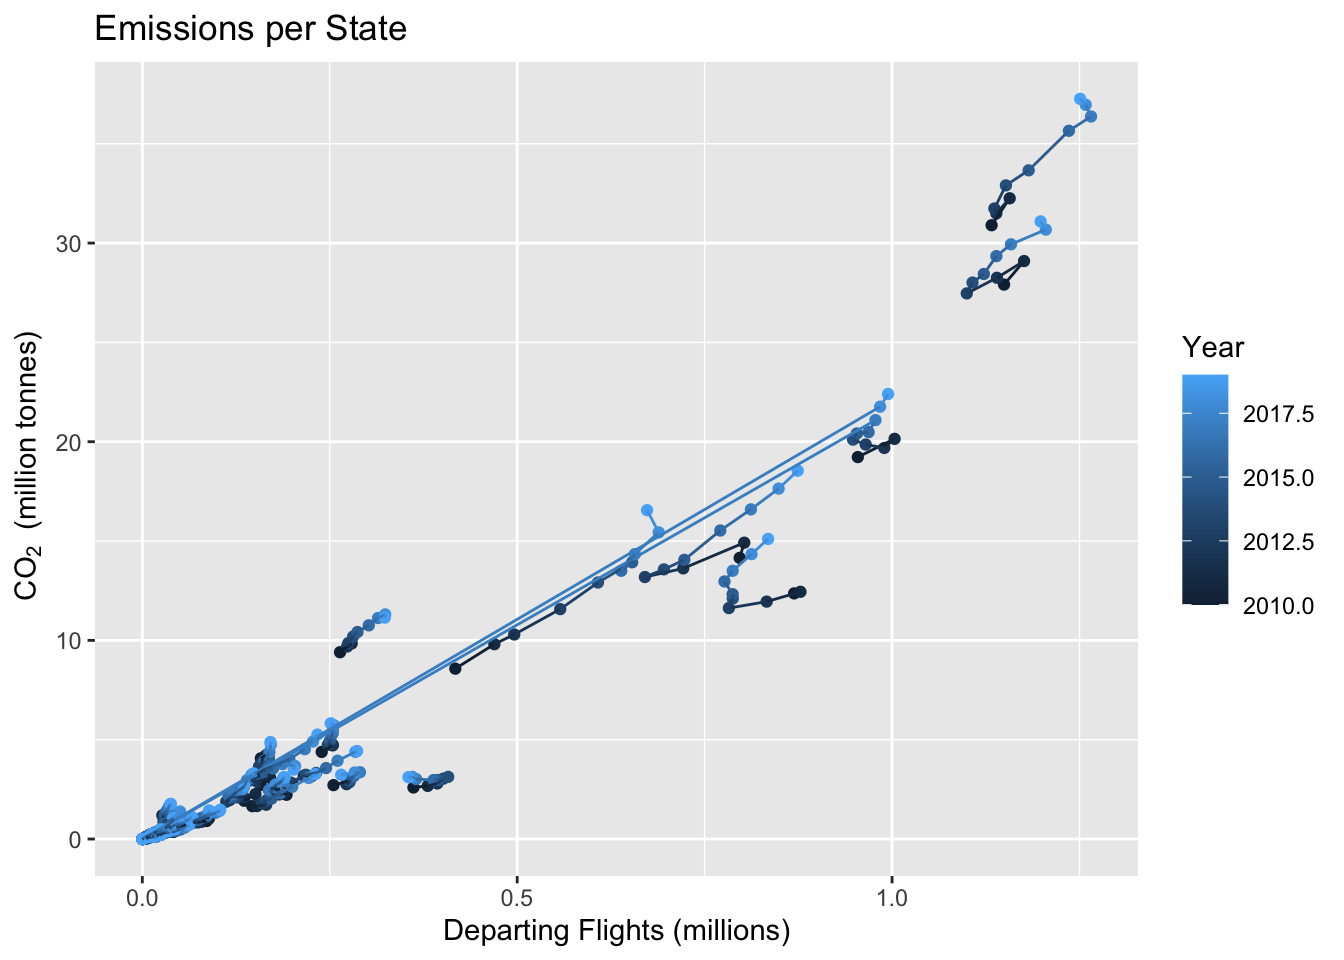 Emissions per State
CO₂ (million tonnes)
30
20
10
0
0.0 0.5 1.0
Departing Flights (millions)
Year
2017.5
2015.0
2012.5
2010.0